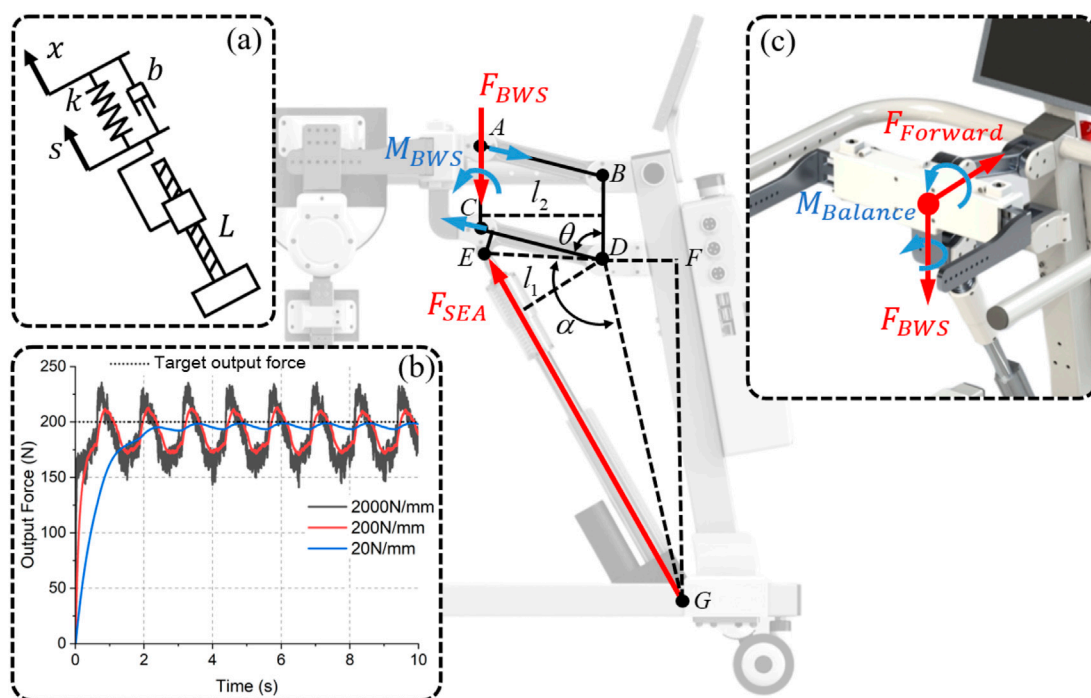 (a)
x
b
k
s
L
F_BWS
A
M_BWS
B
C
l_2
θ
D
E
F
l_1
F_SEA
α
G
(c)
F_Forward
M_Balance
F_BWS
(b)
Target output force
250
200
150
100
50
0
Output Force (N)
2000N/mm
200N/mm
20N/mm
0 2 4 6 8 10
Time (s)